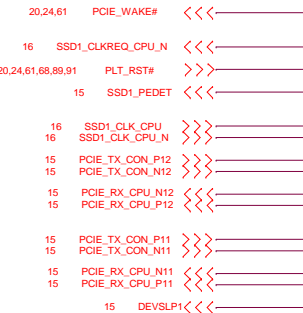 20,24,61 PCIE_WAKE#
16 SSD1_CLKREQ_CPU_N
20,24,61,68,89,91 PLT_RST#
15 SSD1_PEDET
16 SSD1_CLK_CPU
16 SSD1_CLK_CPU_N
15 PCIE_TX_CON_P12
15 PCIE_TX_CON_N12
15 PCIE_RX_CPU_N12
15 PCIE_RX_CPU_P12
15 PCIE_TX_CON_P11
15 PCIE_TX_CON_N11
15 PCIE_RX_CPU_N11
15 PCIE_RX_CPU_P11
15 DEVSLP1